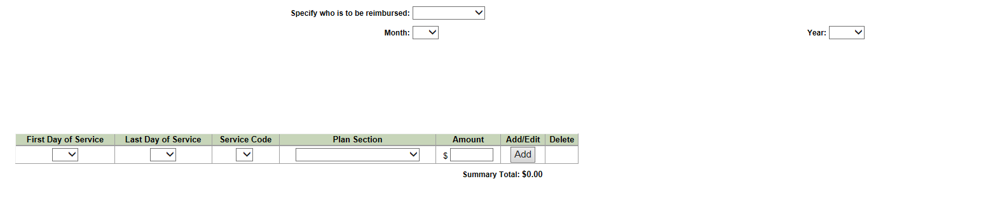 Specify who is to be reimbursed:
Month: Year:
First Day of Service Last Day of Service Service Code Plan Section Amount Add/Edit Delete
$ Add
Summary Total: $0.00